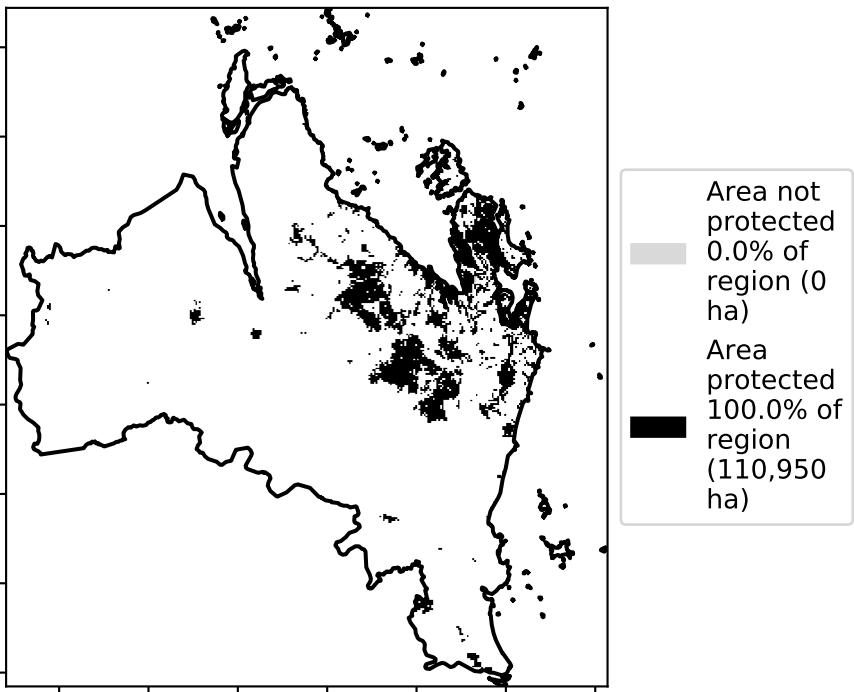 Area not
protected
0.0% of
region (0
ha)
Area
protected
100.0% of
region
(110,950
ha)